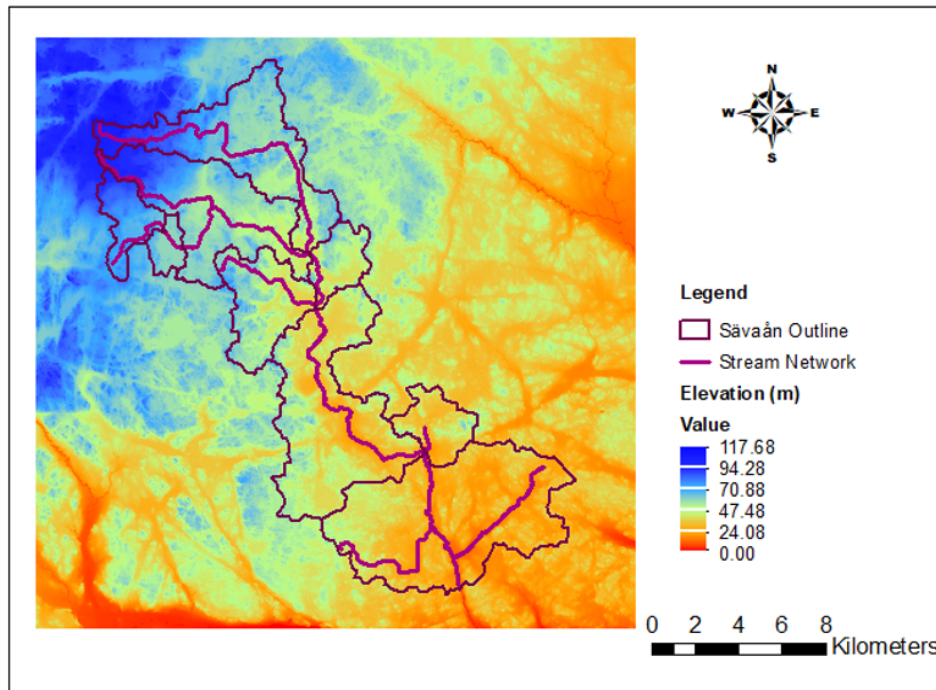 N
W E
S
Legend
Sävaån Outline
Stream Network
Elevation (m)
Value
117.68
94.28
70.88
47.48
24.08
0.00
0 2 4 6 8
Kilometers